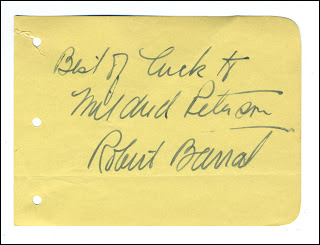 Best of luck to
Mildred Peterson
Robert Barrat